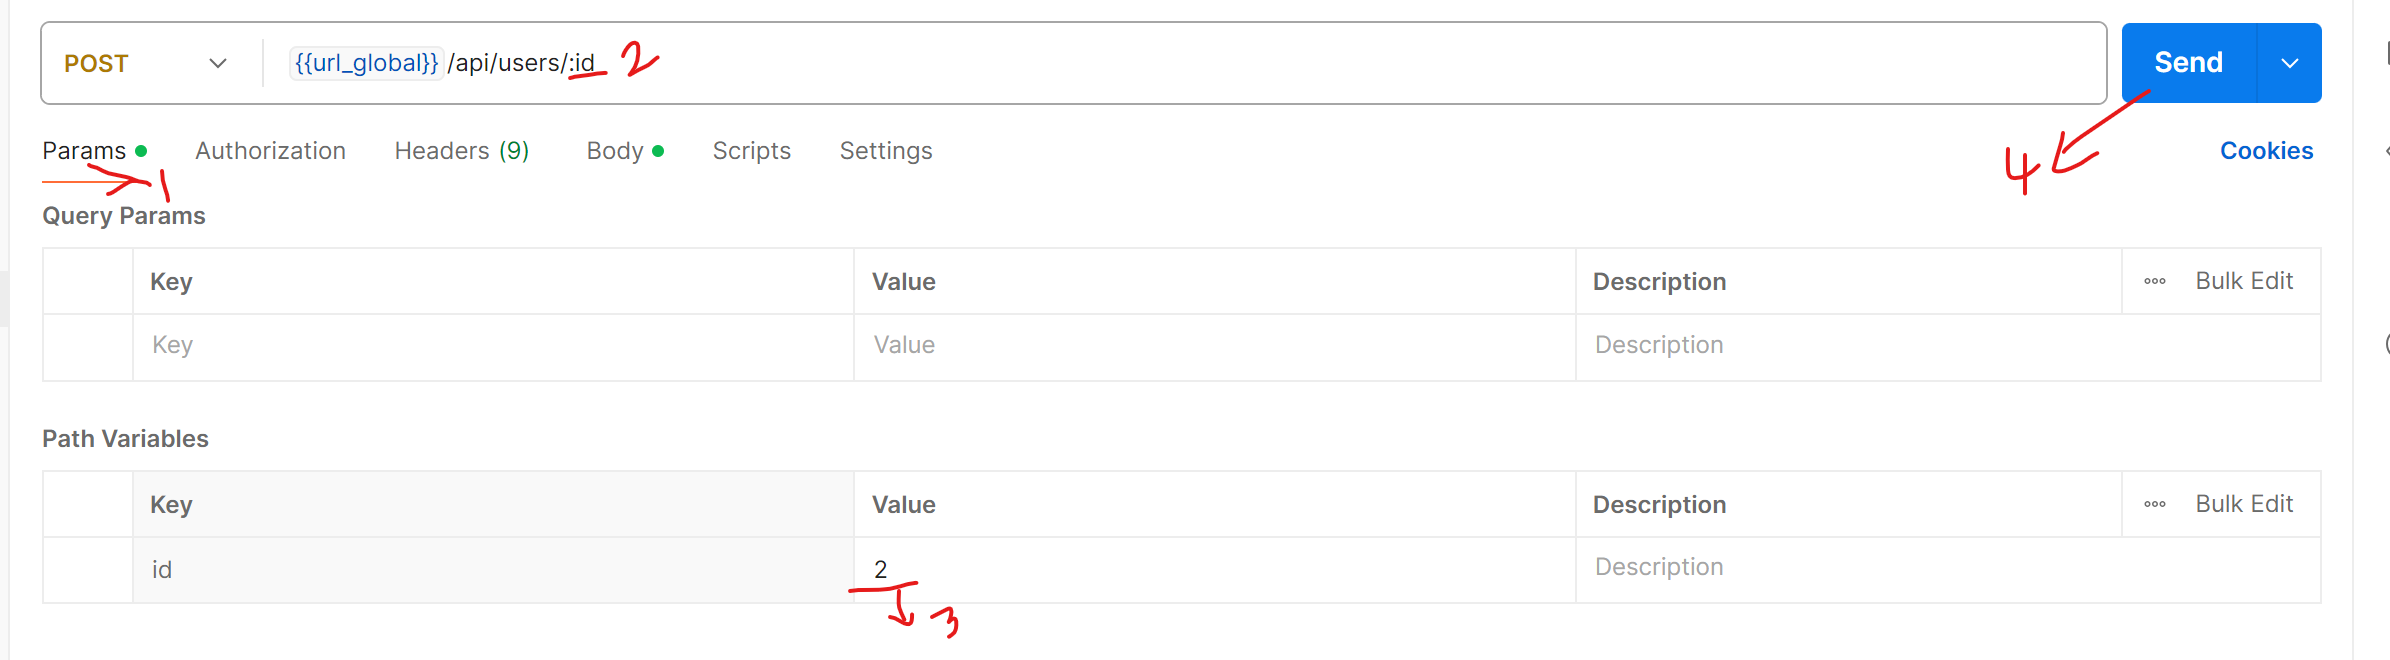 POST {{url_global}}/api/users/:id 2 Send
Params Authorization Headers (9) Body Scripts Settings 4 Cookies
1
Query Params
Key Value Description Bulk Edit
Key Value Description
Path Variables
Key Value Description Bulk Edit
id 2 Description
3